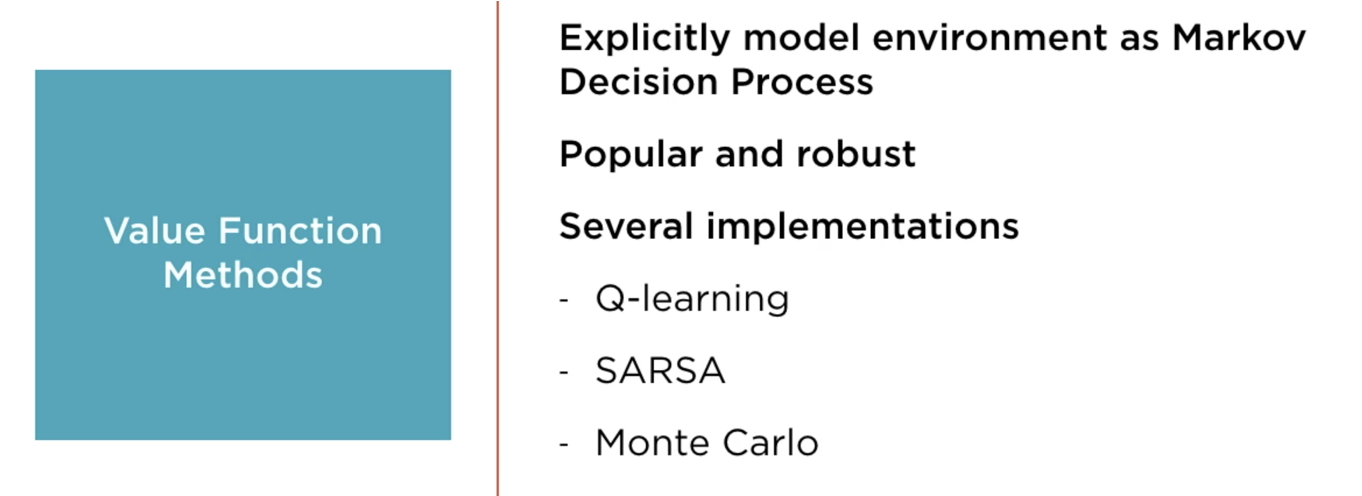 Value Function
Methods
Explicitly model environment as Markov
Decision Process
Popular and robust
Several implementations
- Q-learning
- SARSA
- Monte Carlo